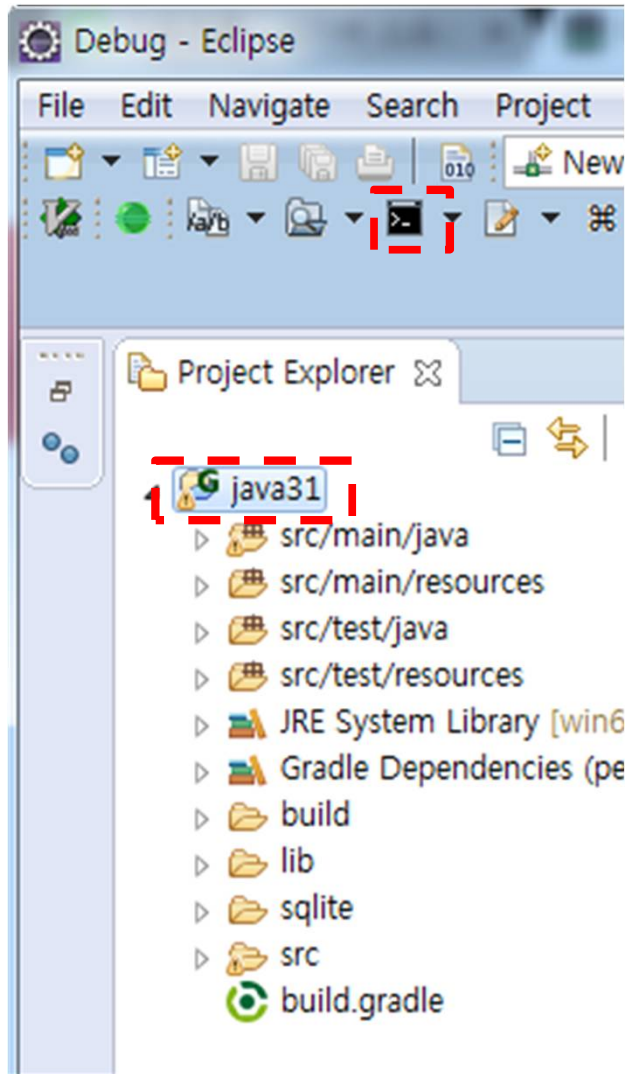 Debug - Eclipse
File Edit Navigate Search Project
010 New
/a/b
Project Explorer
G java31
src/main/java
src/main/resources
src/test/java
src/test/resources
JRE System Library [win6
Gradle Dependencies (pe
build
lib
sqlite
src
build.gradle